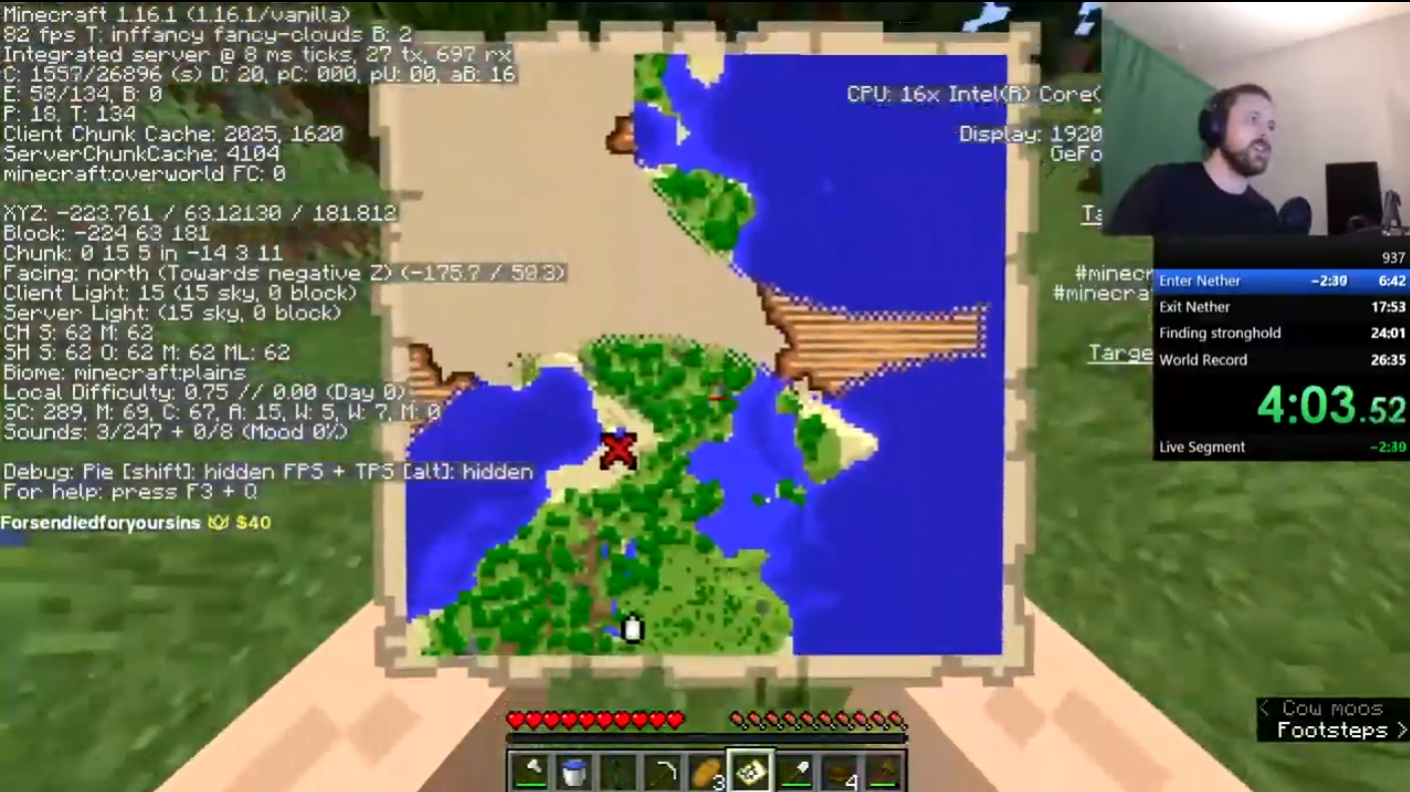 Minecraft 1.16.1 (1.16.1/vanilla)
82 fps T: inffancy fancy-clouds B: 2
Integrated server @ 8 ms ticks, 27 tx, 697 rx
C: 1557/26896 (s) D: 20, pC: 000, pU: 00, aB: 16
E: 58/134, B: 0
P: 18. T: 134
Client Chunk Cache: 2025, 1620
ServerChunkCache: 4104
minecraft:overworld FC: 0
XYZ: -223.761 / 63.12130 / 181.812
Block: -224 63 181
Chunk: 0 15 5 in -14 3 11
Facing: north (Towards negative Z) (-175.7 / 50.3)
Client Light: 15 (15 sky, 0 block)
Server Light: (15 sky, 0 block)
CH S: 62 M: 62
SH S: 62 O: 62 M: 62 ML: 62
Biome: minecraft:plains
Local Difficulty: 0.75 // 0.00 (Day 0)
SC: 289, M: 69, C: 67, A: 15, W: 5, W: 7, M: 0
Sounds: 3/247 + 0/8 (Mood 0%)
Debug: Pie [shift]: hidden FPS + TPS [alt]: hidden
For help: press F3 + Q
Forsendiedforyoursins $40
CPU: 16x Intel(R) Core(
Display: 1920
GeFo
Ta
#minecr
#minecra
Targe
937
Enter Nether -2:39 6:42
Exit Nether 17:53
Finding stronghold 24:01
World Record 26:35
4:03.52
Live Segment -2:39
< Cow moos
Footsteps >
3
4